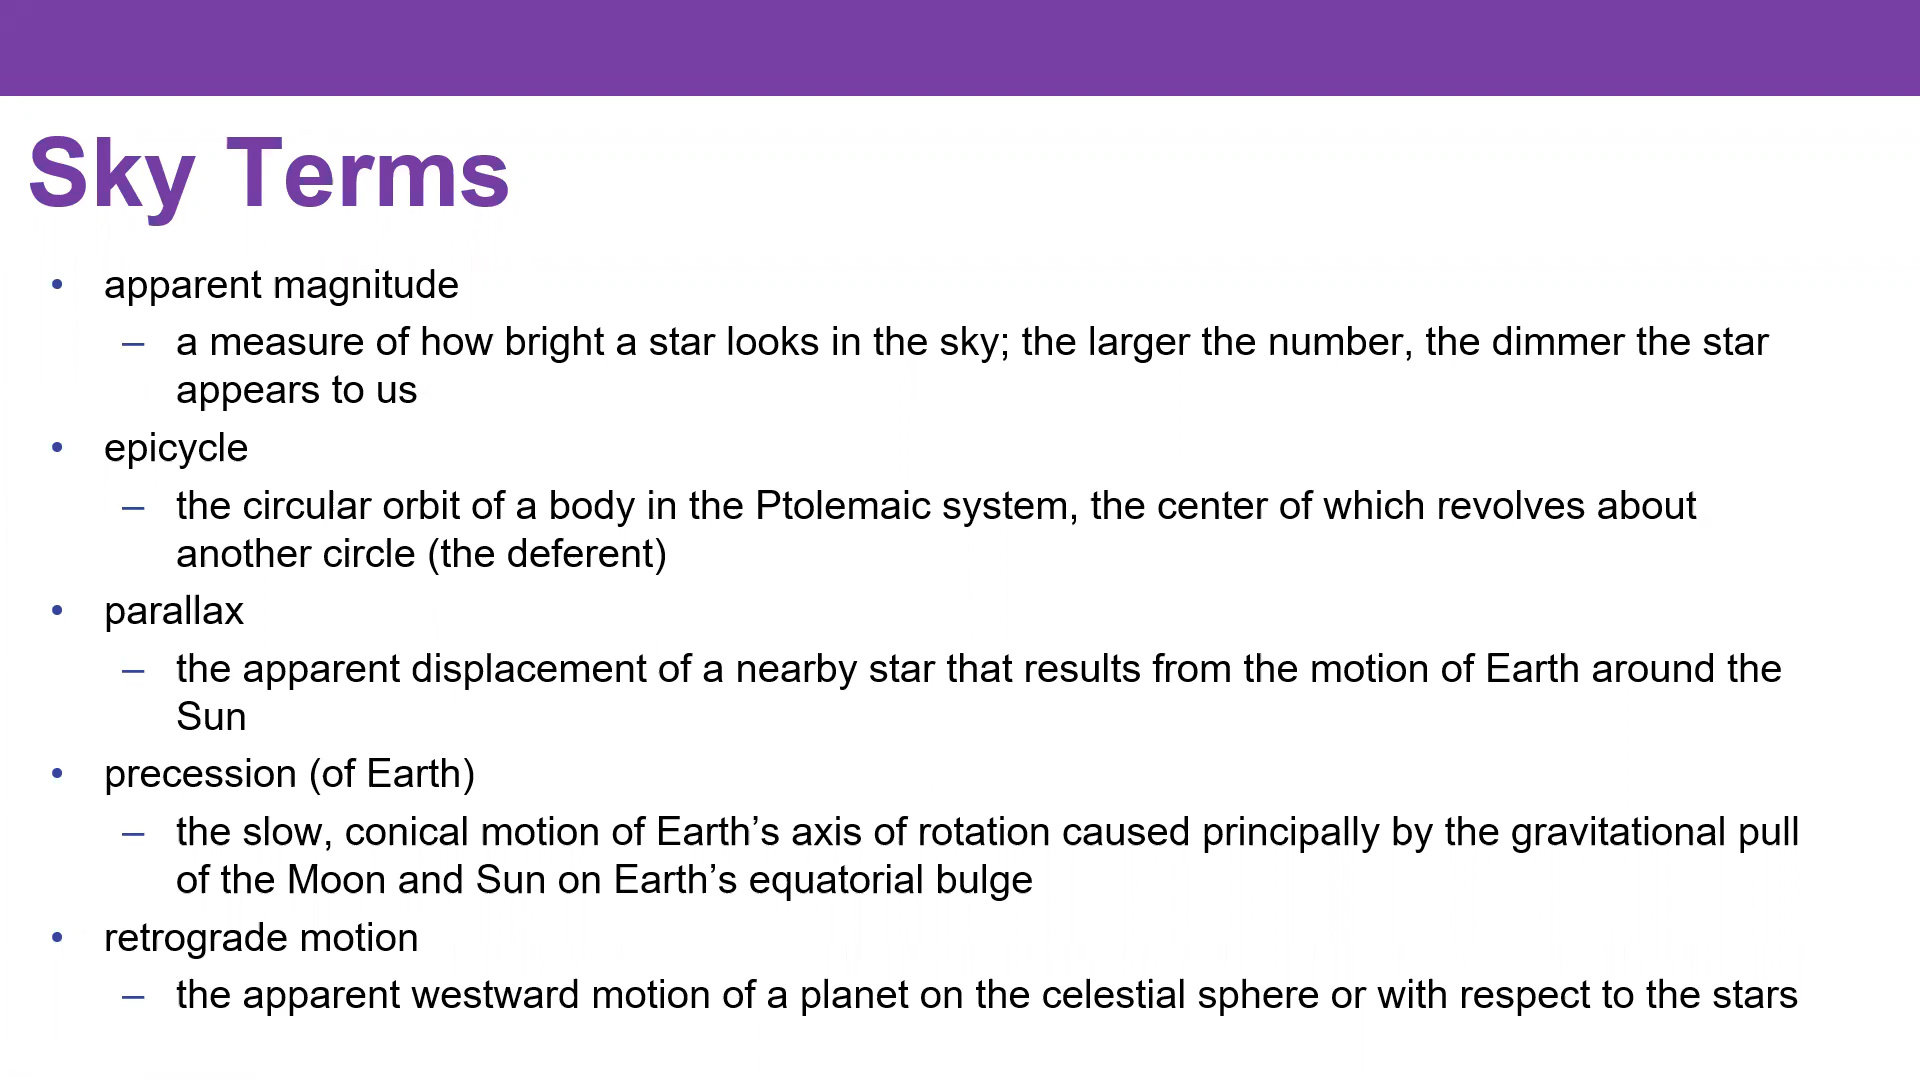 Sky Terms
• apparent magnitude
– a measure of how bright a star looks in the sky; the larger the number, the dimmer the star
appears to us
• epicycle
– the circular orbit of a body in the Ptolemaic system, the center of which revolves about
another circle (the deferent)
• parallax
– the apparent displacement of a nearby star that results from the motion of Earth around the
Sun
• precession (of Earth)
– the slow, conical motion of Earth’s axis of rotation caused principally by the gravitational pull
of the Moon and Sun on Earth’s equatorial bulge
• retrograde motion
– the apparent westward motion of a planet on the celestial sphere or with respect to the stars